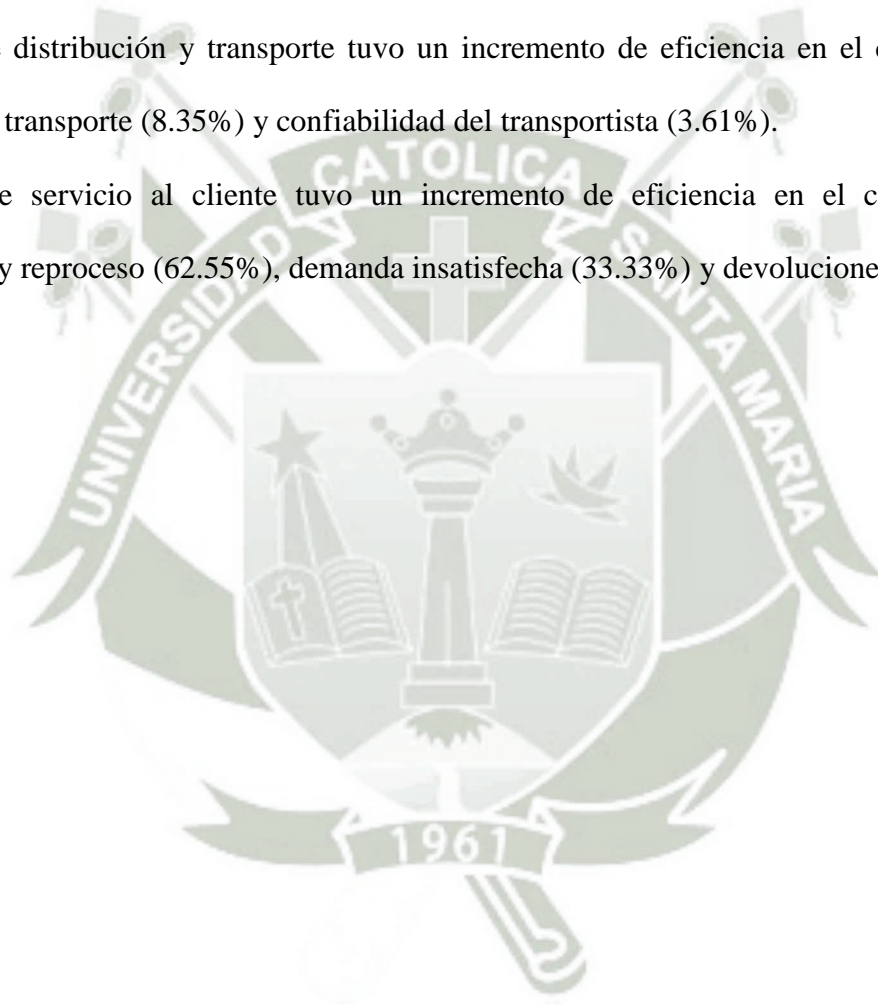 distribución y transporte tuvo un incremento de eficiencia en el
transporte (8.35%) y confiabilidad del transportista (3.61%).
servicio al cliente tuvo un incremento de eficiencia en el
y reproceso (62.55%), demanda insatisfecha (33.33%) y
UNIVERSIDAD CATOLICA SANTA MARIA
1961